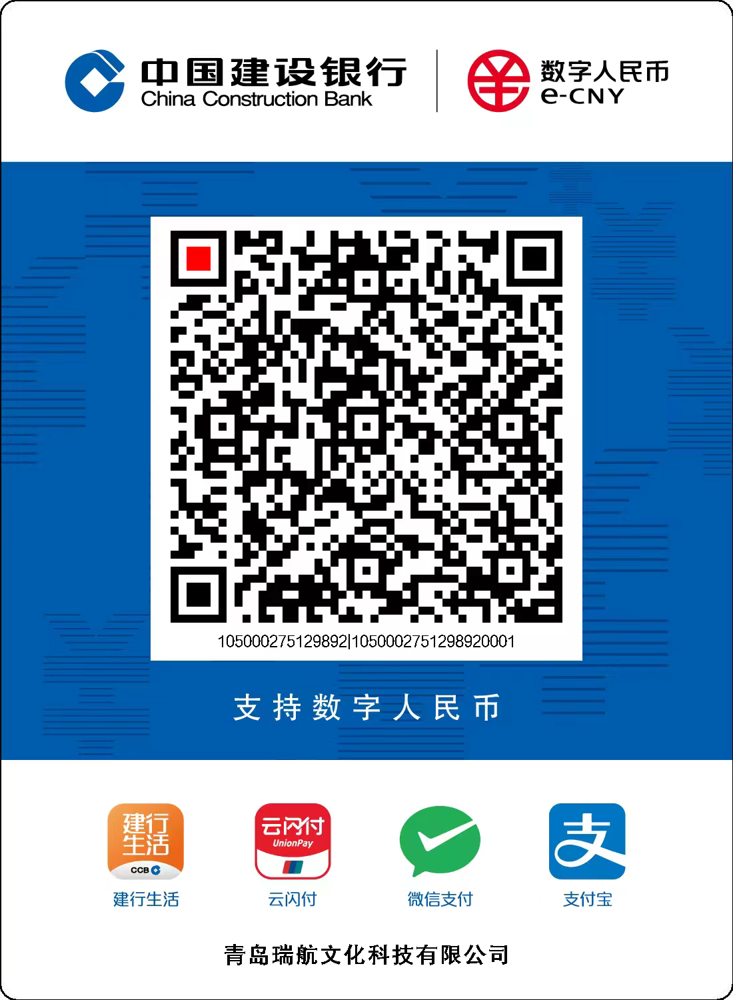 中国建设银行
China Construction Bank
数字人民币
e-CNY
105000275129892|1050002751298920001
支持数字人民币
建行
生活
CCB
建行生活
云闪付
UnionPay
云闪付
微信支付
支
支付宝
青岛瑞航文化科技有限公司